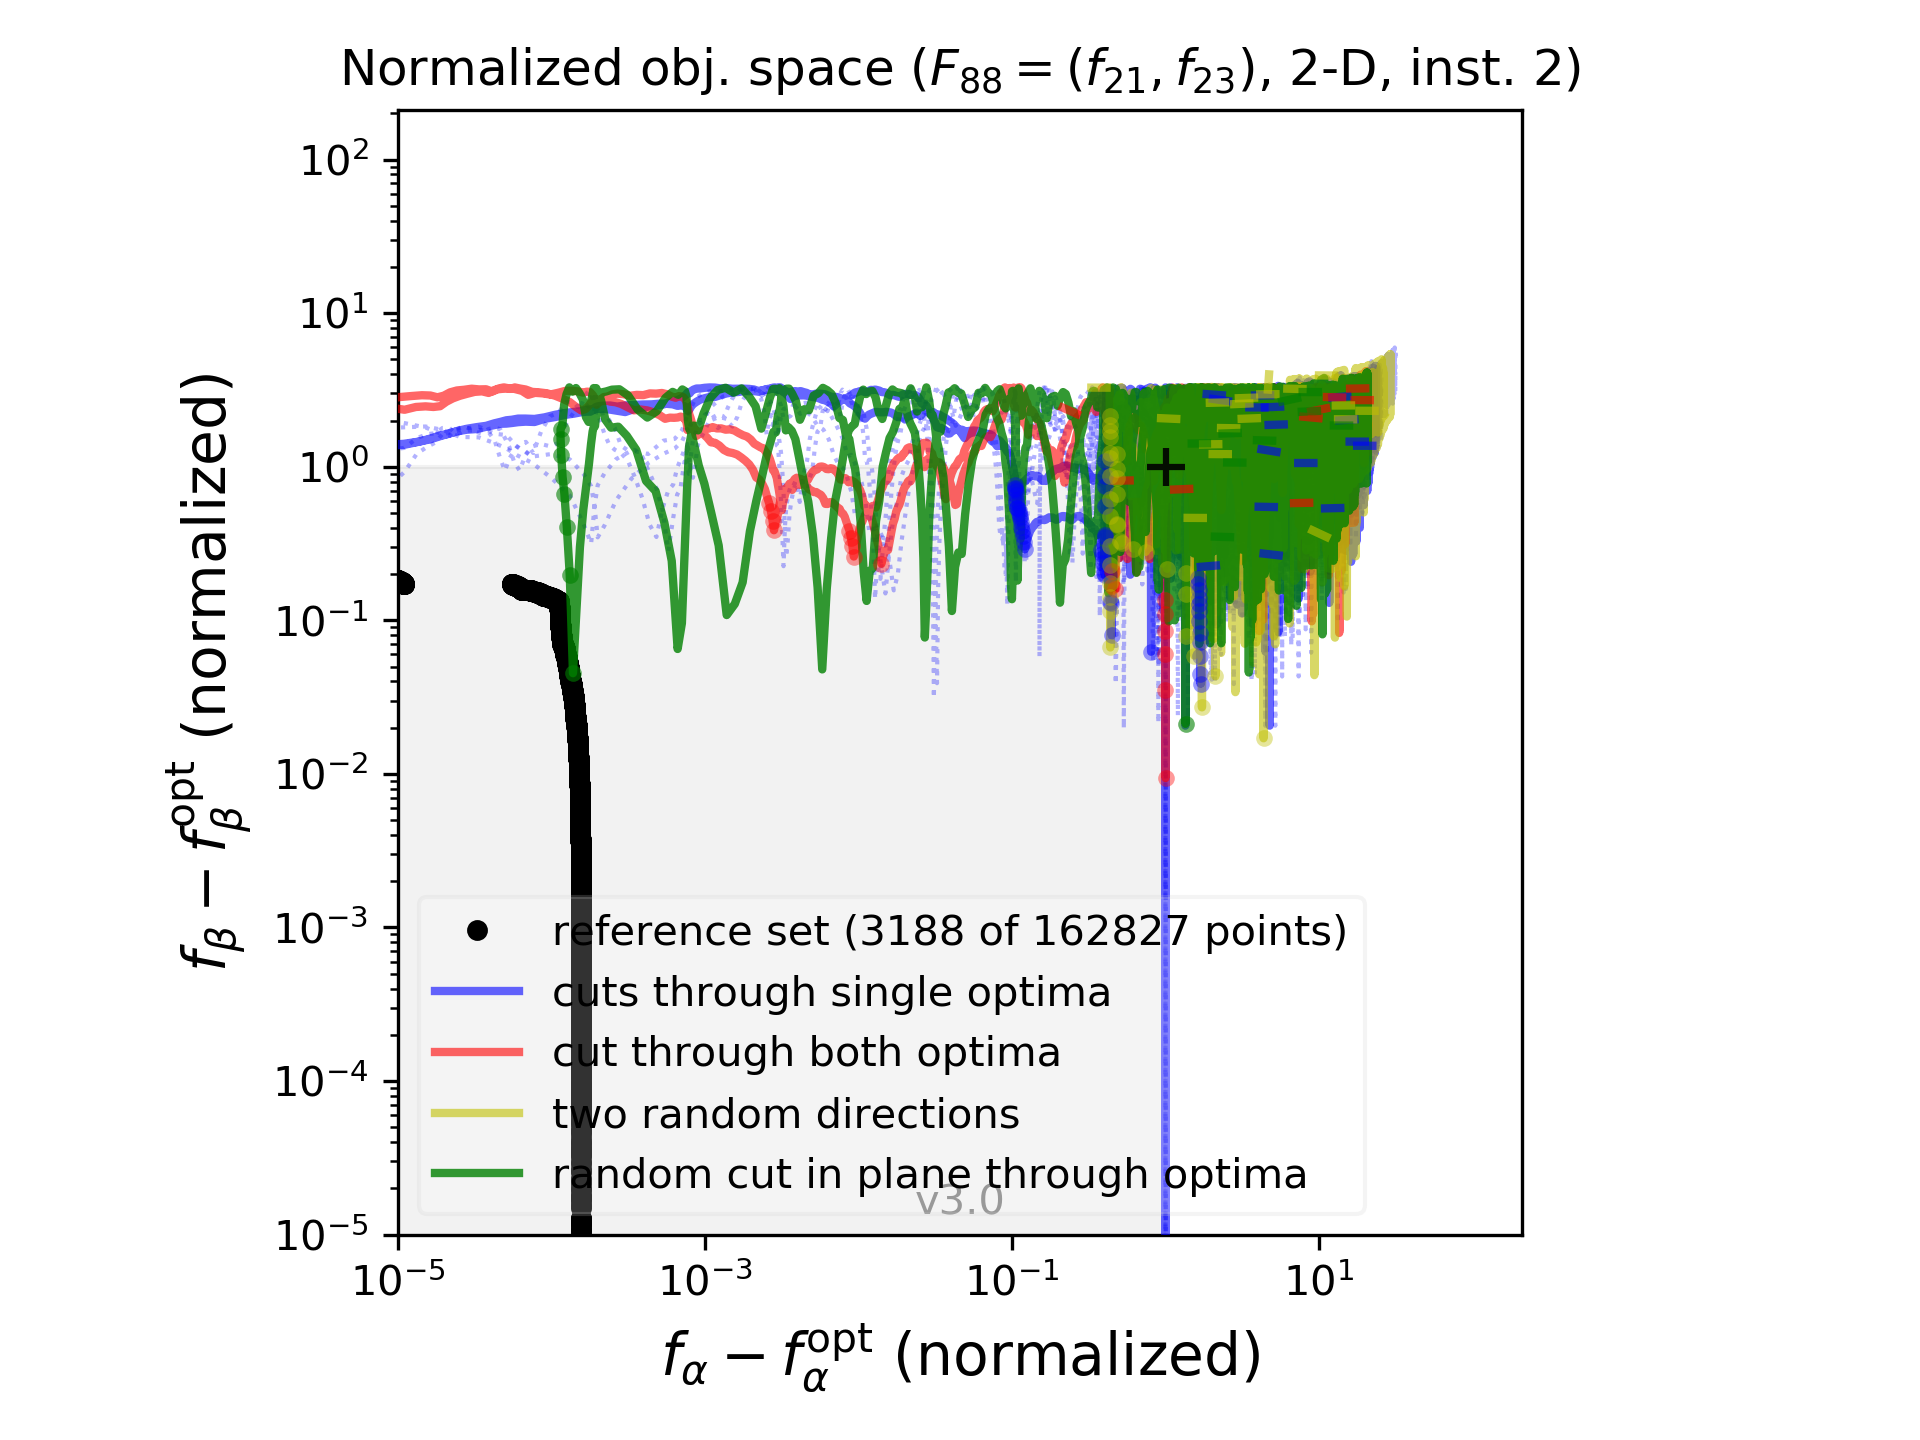 Normalized obj. space (F₈₈ = (f₂₁, f₂₃), 2-D, inst. 2)
10²
10¹
10⁰
10⁻¹
10⁻²
10⁻³
10⁻⁴
10⁻⁵
f_β − f_β^opt (normalized)
reference set (3188 of 162827 points)
cuts through single optima
cut through both optima
two random directions
random cut in plane through optima
v3.0
10⁻⁵ 10⁻³ 10⁻¹ 10¹
f_α − f_α^opt (normalized)